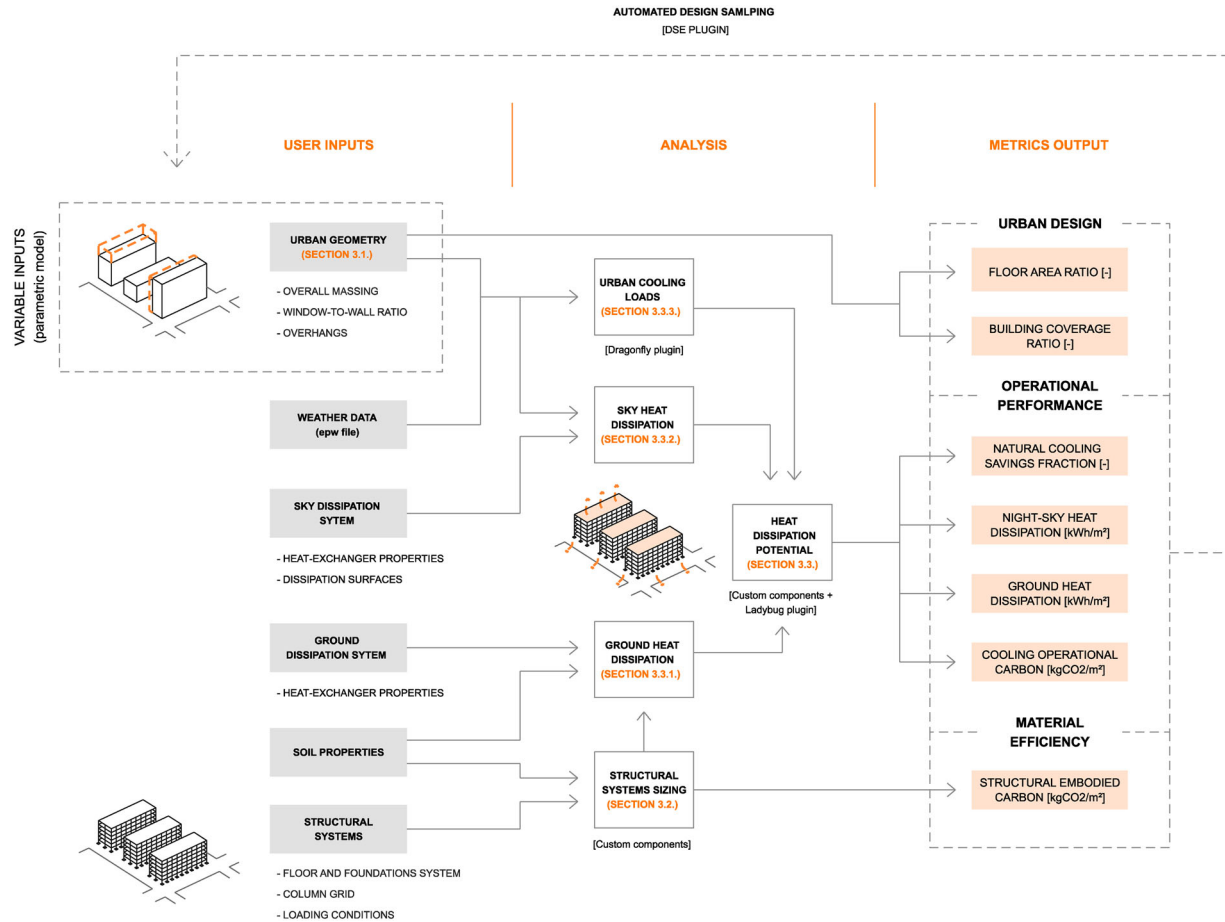 AUTOMATED DESIGN SAMLPING
[DSE PLUGIN]
USER INPUTS
ANALYSIS
METRICS OUTPUT
VARIABLE INPUTS
(parametric model)
URBAN GEOMETRY
(SECTION 3.1.)
- OVERALL MASSING
- WINDOW-TO-WALL RATIO
- OVERHANGS
WEATHER DATA
(epw file)
SKY DISSIPATION
SYTEM
- HEAT-EXCHANGER PROPERTIES
- DISSIPATION SURFACES
GROUND
DISSIPATION SYTEM
- HEAT-EXCHANGER PROPERTIES
SOIL PROPERTIES
STRUCTURAL
SYSTEMS
- FLOOR AND FOUNDATIONS SYSTEM
- COLUMN GRID
- LOADING CONDITIONS
URBAN COOLING
LOADS
(SECTION 3.3.3.)
[Dragonfly plugin]
SKY HEAT
DISSIPATION
(SECTION 3.3.2.)
HEAT
DISSIPATION
POTENTIAL
(SECTION 3.3.)
[Custom components +
Ladybug plugin]
GROUND HEAT
DISSIPATION
(SECTION 3.3.1.)
STRUCTURAL
SYSTEMS SIZING
(SECTION 3.2.)
[Custom components]
URBAN DESIGN
FLOOR AREA RATIO [-]
BUILDING COVERAGE
RATIO [-]
OPERATIONAL
PERFORMANCE
NATURAL COOLING
SAVINGS FRACTION [-]
NIGHT-SKY HEAT
DISSIPATION [kWh/m²]
GROUND HEAT
DISSIPATION [kWh/m²]
COOLING OPERATIONAL
CARBON [kgCO2/m²]
MATERIAL
EFFICIENCY
STRUCTURAL EMBODIED
CARBON [kgCO2/m²]